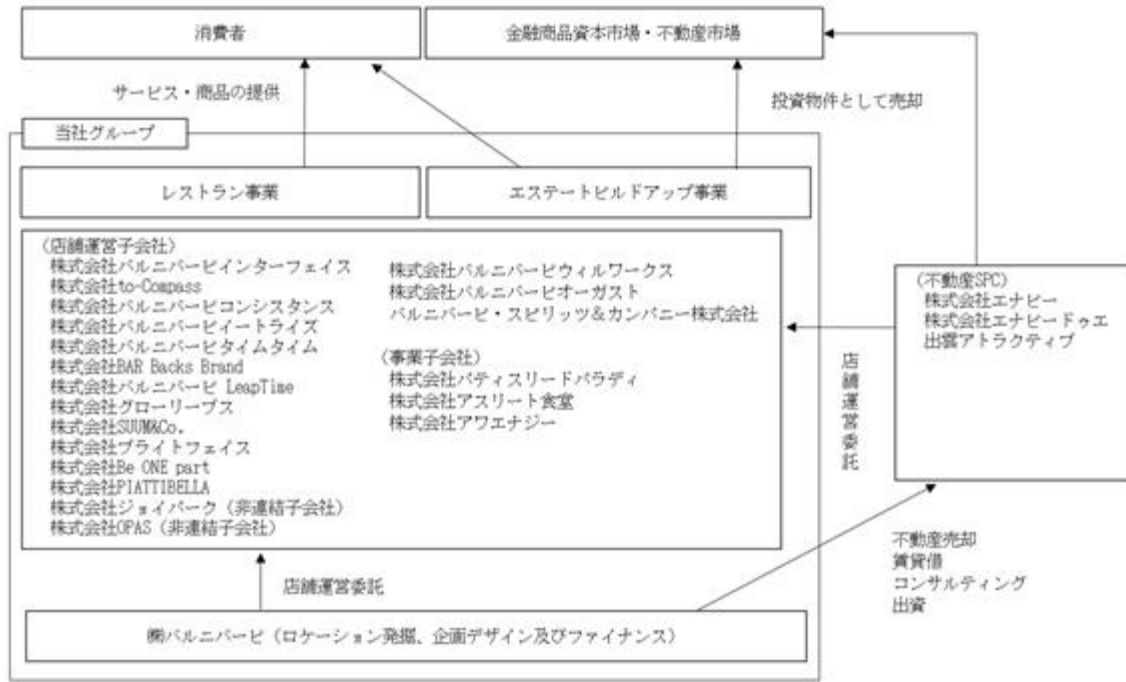 消費者
金融商品資本市場・不動産市場
サービス・商品の提供
投資物件として売却
当社グループ
レストラン事業
エステートビルドアップ事業
（店舗運営子会社）
株式会社バルニバービインターフェイス
株式会社to-Compass
株式会社バルニバービコンシスタンス
株式会社バルニバービイートライズ
株式会社バルニバービタイムタイム
株式会社BAR Backs Brand
株式会社バルニバービ LeapTime
株式会社グローリーブス
株式会社SUUM&Co.
株式会社ブライトフェイス
株式会社Be ONE part
株式会社PIATTIBELLA
株式会社ジョイパーク（非連結子会社）
株式会社OPAS（非連結子会社）
株式会社バルニバービウィルワークス
株式会社バルニバービオーガスト
バルニバービ・スピリッツ＆カンパニー株式会社
（事業子会社）
株式会社パティスリードパラディ
株式会社アスリート食堂
株式会社アワエナジー
（不動産SPC）
株式会社エナビー
株式会社エナビードゥエ
出雲アトラクティブ
店舗運営委託
不動産売却
賃貸借
コンサルティング
出資
店舗運営委託
㈱バルニバービ（ロケーション発掘、企画デザイン及びファイナンス）